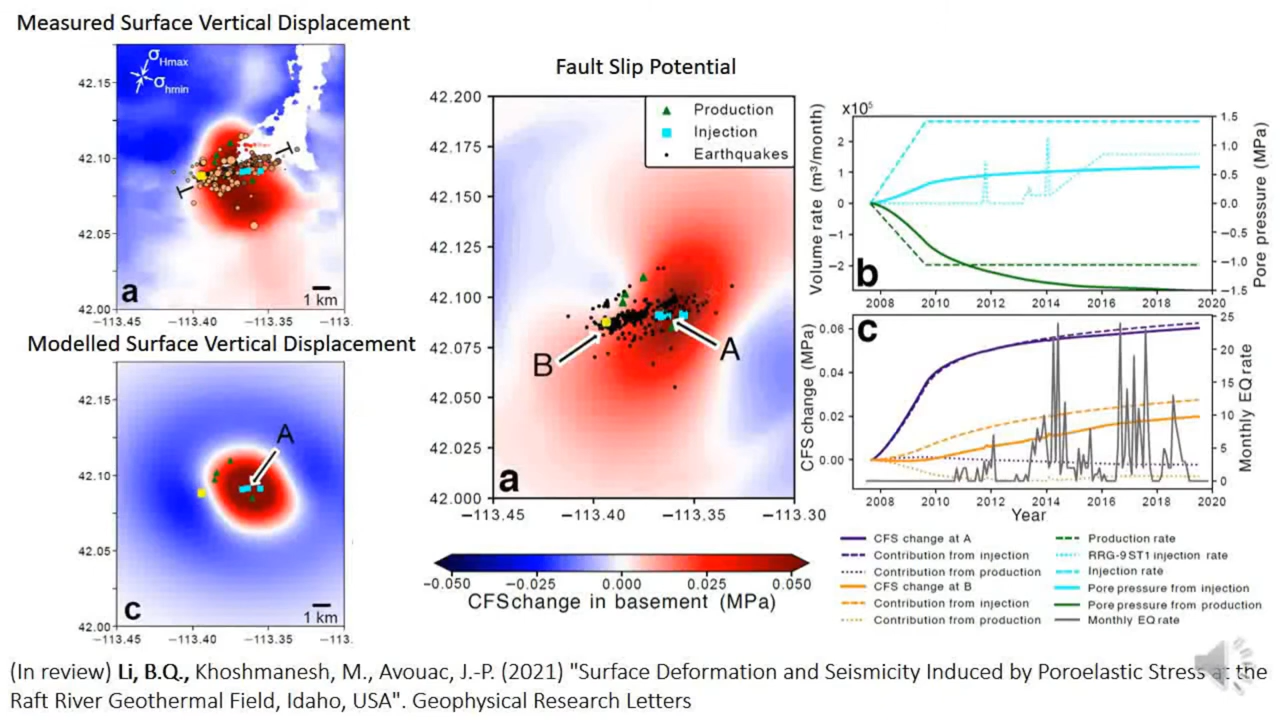 Measured Surface Vertical Displacement
σHmax
σhmin
42.15
42.10
42.05
42.00
a
1 km
−113.45
−113.40
−113.35
−113.
Modelled Surface Vertical Displacement
42.15
42.10
42.05
42.00
A
c
1 km
−113.45
−113.40
−113.35
−113.
Fault Slip Potential
42.200
42.175
42.150
42.125
42.100
42.075
42.050
42.025
42.000
Production
Injection
Earthquakes
B
A
a
−113.45
−113.40
−113.35
−113.30
−0.050
−0.025
0.000
0.025
0.050
CFS change in basement (MPa)
x10⁵
Volume rate (m³/month)
2
1
0
−1
−2
b
1.5
1.0
0.5
0.0
−0.5
−1.0
−1.5
Pore pressure (MPa)
2008
2010
2012
2014
2016
2018
2020
CFS change (MPa)
0.06
0.04
0.02
0.00
c
25
20
15
10
5
0
Monthly EQ rate
2008
2010
2012
2014
2016
2018
2020
Year
CFS change at A
Contribution from injection
Contribution from production
CFS change at B
Contribution from injection
Contribution from production
Production rate
RRG-9 ST1 injection rate
Injection rate
Pore pressure from injection
Pore pressure from production
Monthly EQ rate
(In review) Li, B.Q., Khoshmanesh, M., Avouac, J.-P. (2021) "Surface Deformation and Seismicity Induced by Poroelastic Stress at the
Raft River Geothermal Field, Idaho, USA". Geophysical Research Letters